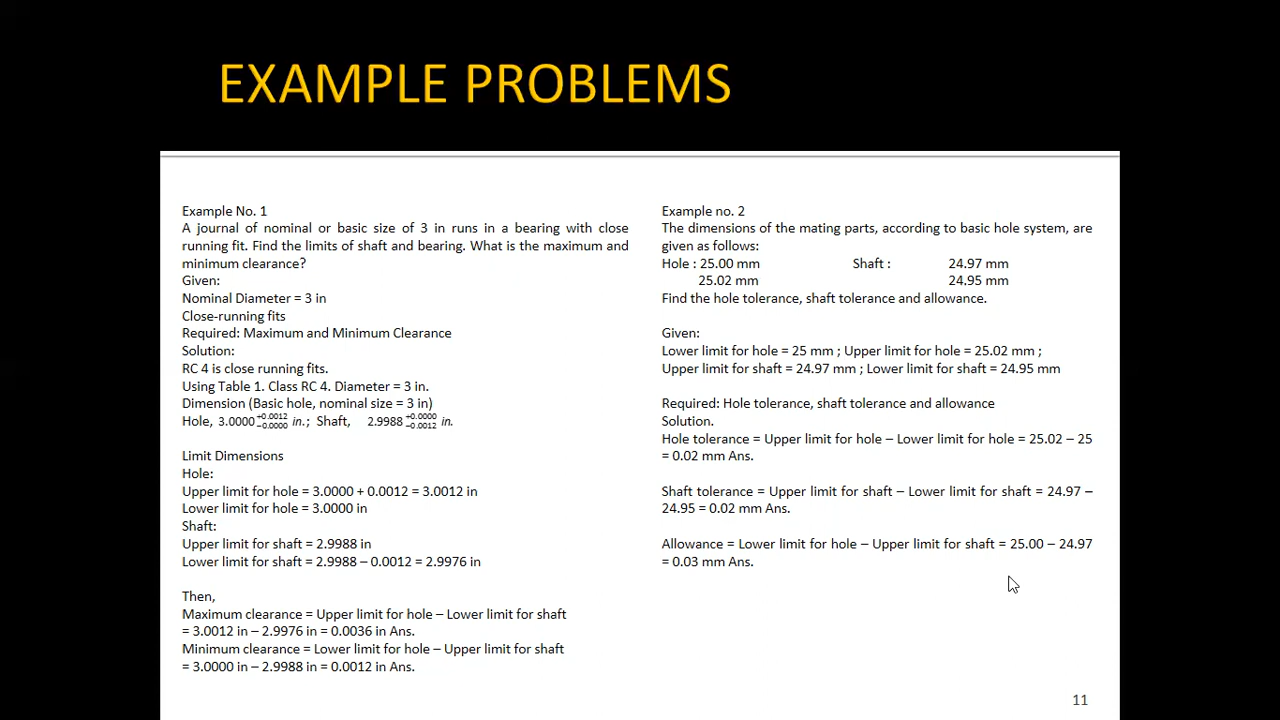 EXAMPLE PROBLEMS
Example No. 1
A journal of nominal or basic size of 3 in runs in a bearing with close
running fit. Find the limits of shaft and bearing. What is the maximum and
minimum clearance?
Given:
Nominal Diameter = 3 in
Close-running fits
Required: Maximum and Minimum Clearance
Solution:
RC 4 is close running fits.
Using Table 1. Class RC 4. Diameter = 3 in.
Dimension (Basic hole, nominal size = 3 in)
Hole, 3.0000 +0.0012 −0.0000 in.; Shaft, 2.9988 +0.0000 −0.0012 in.
Limit Dimensions
Hole:
Upper limit for hole = 3.0000 + 0.0012 = 3.0012 in
Lower limit for hole = 3.0000 in
Shaft:
Upper limit for shaft = 2.9988 in
Lower limit for shaft = 2.9988 – 0.0012 = 2.9976 in
Then,
Maximum clearance = Upper limit for hole – Lower limit for shaft
= 3.0012 in – 2.9976 in = 0.0036 in Ans.
Minimum clearance = Lower limit for hole – Upper limit for shaft
= 3.0000 in – 2.9988 in = 0.0012 in Ans.
Example no. 2
The dimensions of the mating parts, according to basic hole system, are
given as follows:
Hole : 25.00 mm Shaft : 24.97 mm
25.02 mm 24.95 mm
Find the hole tolerance, shaft tolerance and allowance.
Given:
Lower limit for hole = 25 mm ; Upper limit for hole = 25.02 mm ;
Upper limit for shaft = 24.97 mm ; Lower limit for shaft = 24.95 mm
Required: Hole tolerance, shaft tolerance and allowance
Solution.
Hole tolerance = Upper limit for hole – Lower limit for hole = 25.02 – 25
= 0.02 mm Ans.
Shaft tolerance = Upper limit for shaft – Lower limit for shaft = 24.97 –
24.95 = 0.02 mm Ans.
Allowance = Lower limit for hole – Upper limit for shaft = 25.00 – 24.97
= 0.03 mm Ans.
11